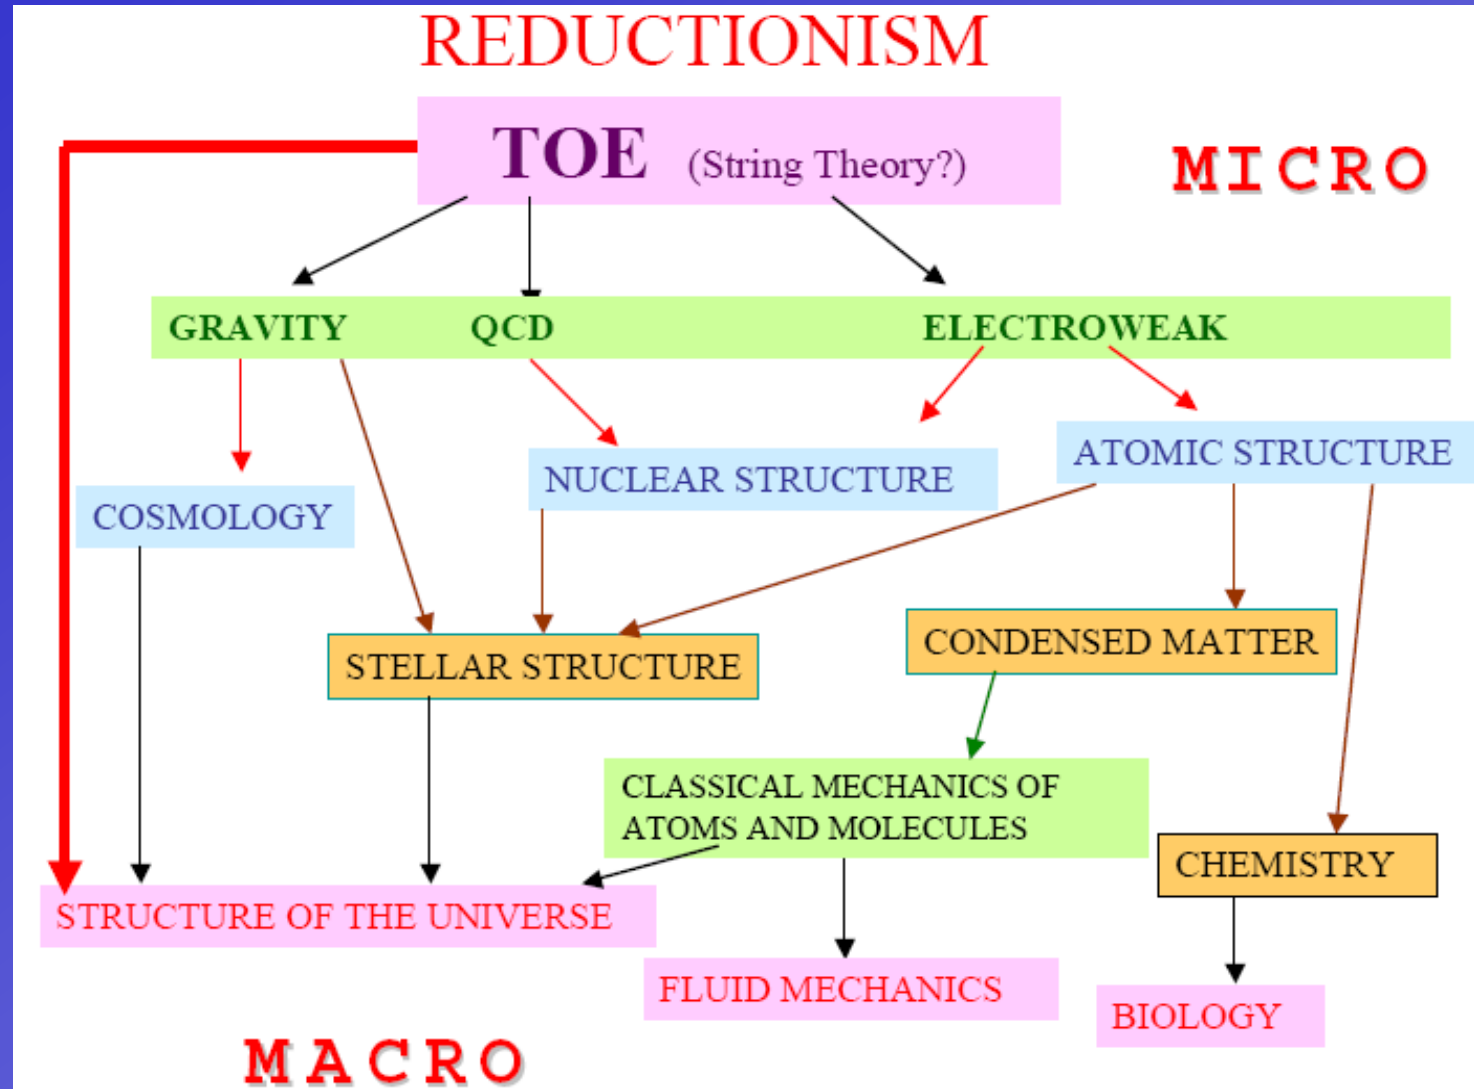 REDUCTIONISM
TOE (String Theory?)
MICRO
GRAVITY QCD ELECTROWEAK
ATOMIC STRUCTURE
NUCLEAR STRUCTURE
COSMOLOGY
CONDENSED MATTER
STELLAR STRUCTURE
CLASSICAL MECHANICS OF
ATOMS AND MOLECULES
CHEMISTRY
STRUCTURE OF THE UNIVERSE
FLUID MECHANICS
BIOLOGY
MACRO